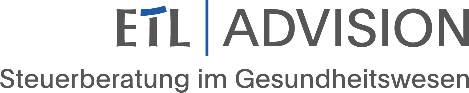 ETL | ADVISION
Steuerberatung im Gesundheitswesen